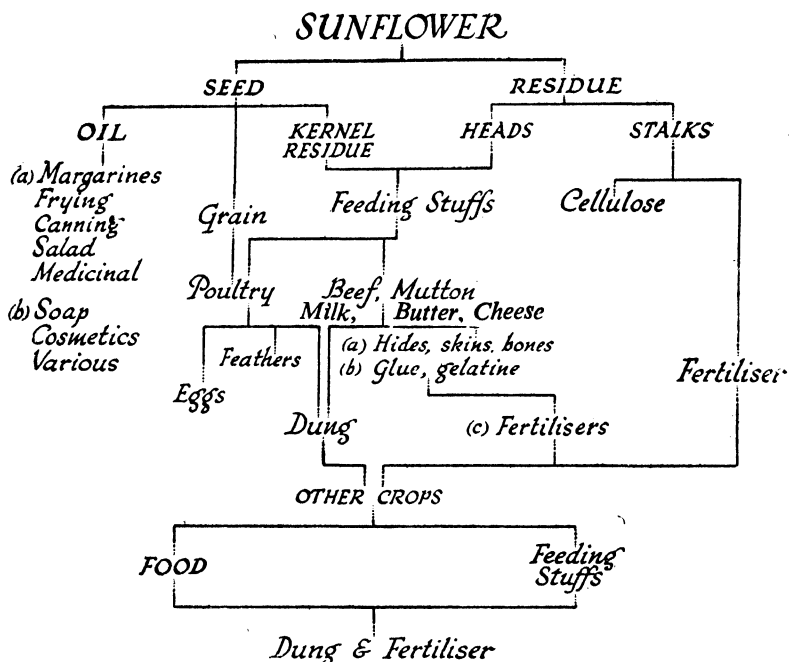 SUNFLOWER
SEED RESIDUE
OIL KERNEL RESIDUE HEADS STALKS
(a) Margarines
Frying
Canning
Salad
Medicinal
(b) Soap
Cosmetics
Various
Grain
Feeding Stuffs
Cellulose
Poultry
Beef, Mutton
Milk, Butter, Cheese
Eggs
Feathers
(a) Hides, skins, bones
(b) Glue, gelatine
Fertiliser
Dung
(c) Fertilisers
OTHER CROPS
FOOD
Feeding
Stuffs
Dung & Fertiliser